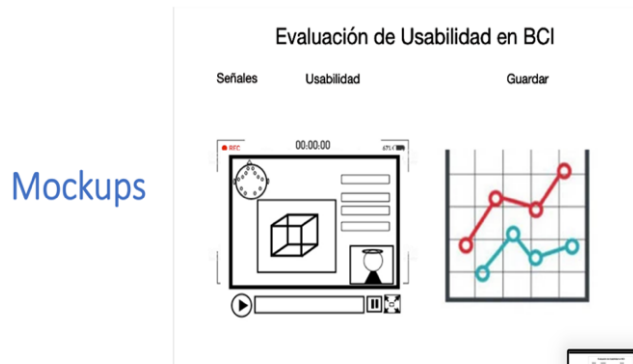 Evaluación de Usabilidad en BCI
Señales Usabilidad Guardar
Mockups
REC 00:00:00